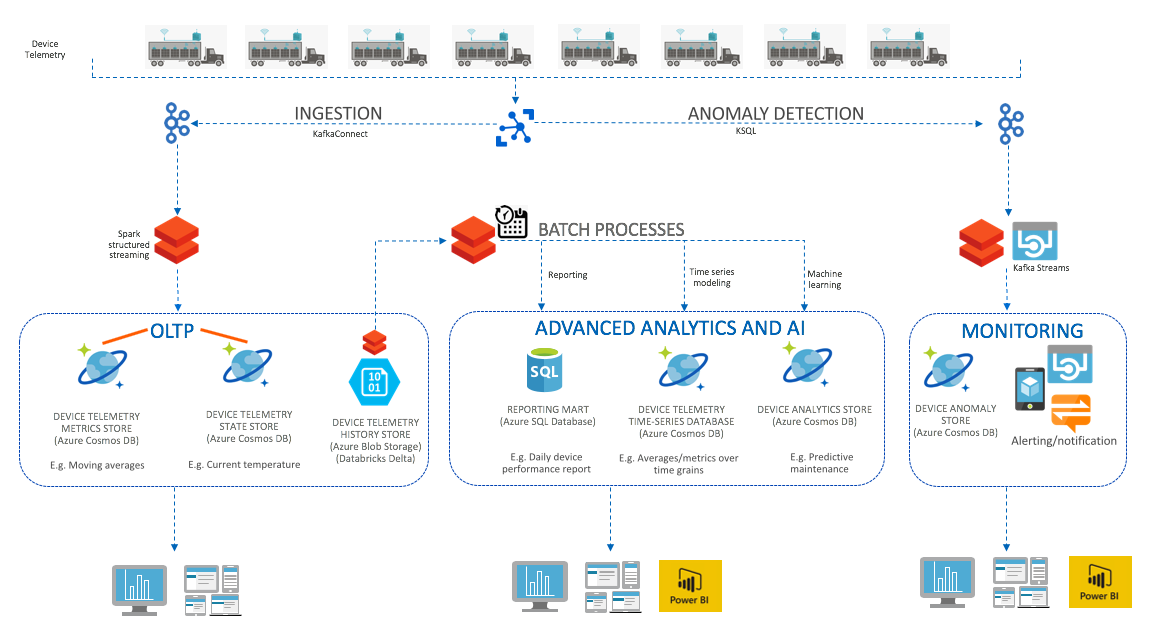 Device
Telemetry
INGESTION
KafkaConnect
ANOMALY DETECTION
KSQL
Spark
structured
streaming
BATCH PROCESSES
Reporting
Time series
modeling
Machine
learning
Kafka Streams
OLTP
DEVICE TELEMETRY
METRICS STORE
(Azure Cosmos DB)
E.g. Moving averages
DEVICE TELEMETRY
STATE STORE
(Azure Cosmos DB)
E.g. Current temperature
10
01
DEVICE TELEMETRY
HISTORY STORE
(Azure Blob Storage)
(Databricks Delta)
ADVANCED ANALYTICS AND AI
SQL
REPORTING MART
(Azure SQL Database)
E.g. Daily device
performance report
DEVICE TELEMETRY
TIME-SERIES DATABASE
(Azure Cosmos DB)
E.g. Averages/metrics over
time grains
DEVICE ANALYTICS STORE
(Azure Cosmos DB)
E.g. Predictive
maintenance
MONITORING
DEVICE ANOMALY
STORE
(Azure Cosmos DB)
Alerting/notification
Power BI
Power BI